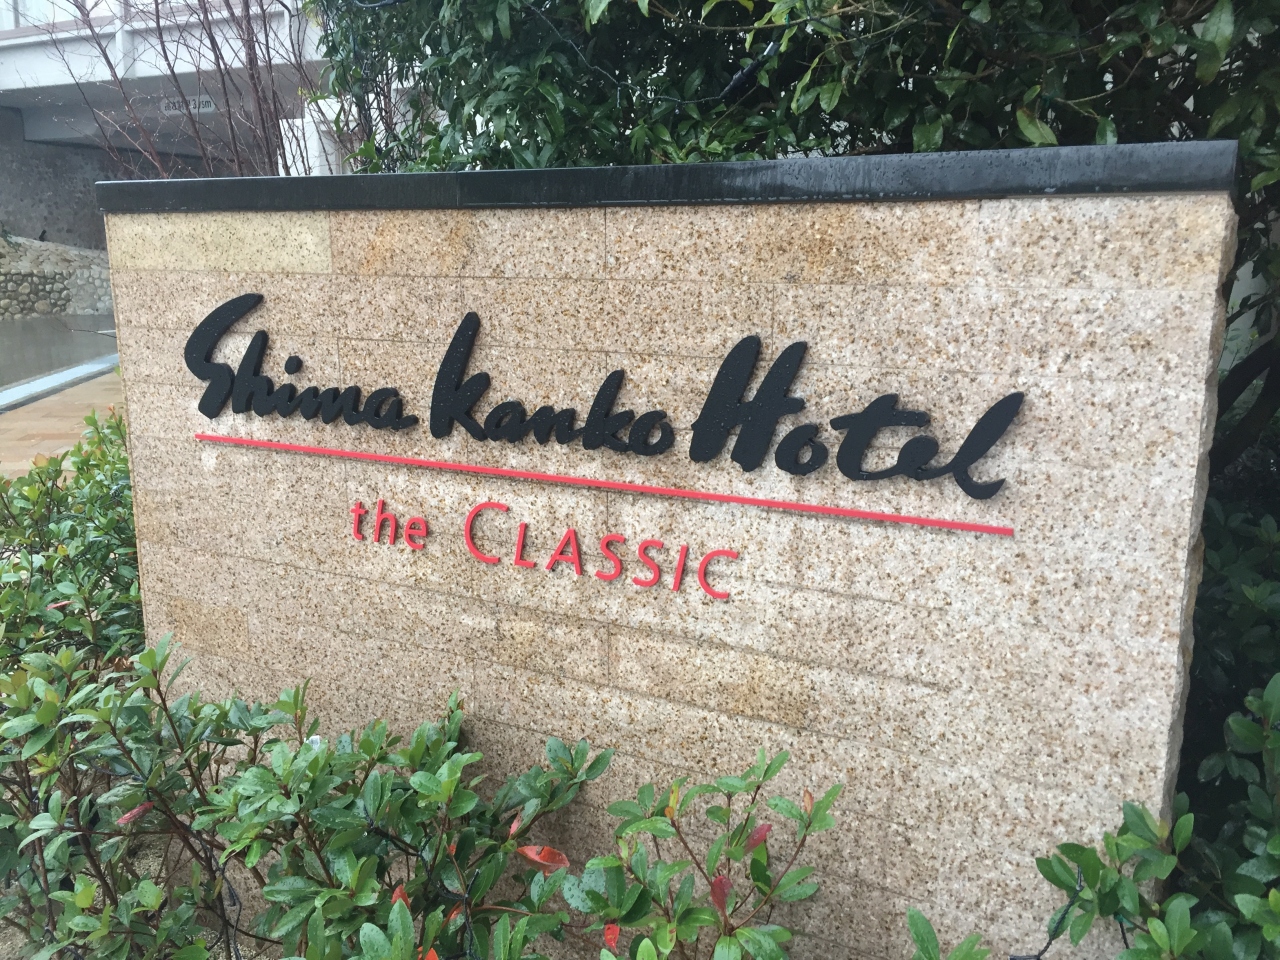 Shima Kanko Hotel
the CLASSIC